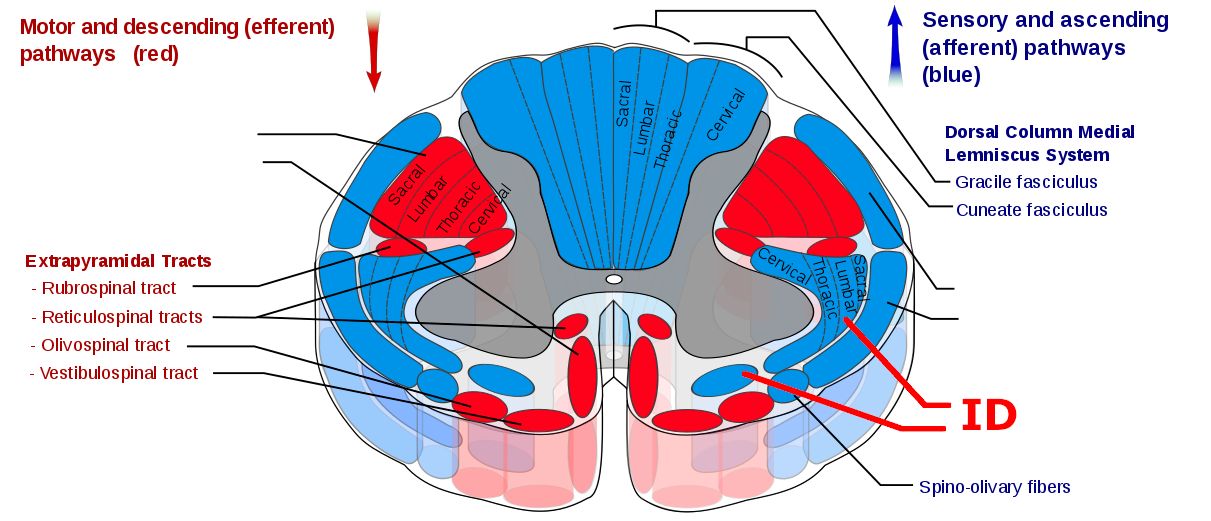 Motor and descending (efferent)
pathways (red)
Sensory and ascending
(afferent) pathways
(blue)
Sacral
Lumbar
Thoracic
Cervical
Dorsal Column Medial
Lemniscus System
Gracile fasciculus
Cuneate fasciculus
Sacral
Lumbar
Thoracic
Cervical
Extrapyramidal Tracts
- Rubrospinal tract
- Reticulospinal tracts
- Olivospinal tract
- Vestibulospinal tract
Cervical
Thoracic
Lumbar
Sacral
ID
Spino-olivary fibers